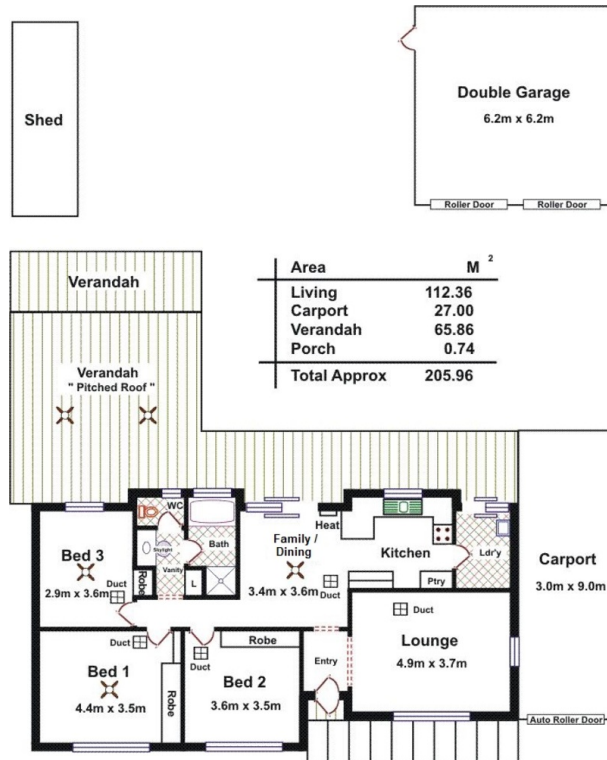 Shed
Double Garage
6.2m x 6.2m
Roller Door
Roller Door
Verandah
Area M 2
Living 112.36
Carport 27.00
Verandah 65.86
Porch 0.74
Total Approx 205.96
Verandah
" Pitched Roof "
WC
Bath
Skylight
Vanity
Robe
L
Bed 3
2.9m x 3.6m
Duct
Heat
Family /
Dining
3.4m x 3.6m
Duct
Kitchen
Ptry
Ldr'y
Carport
3.0m x 9.0m
Duct
Bed 1
4.4m x 3.5m
Robe
Duct
Robe
Bed 2
3.6m x 3.5m
Entry
Duct
Lounge
4.9m x 3.7m
Auto Roller Door